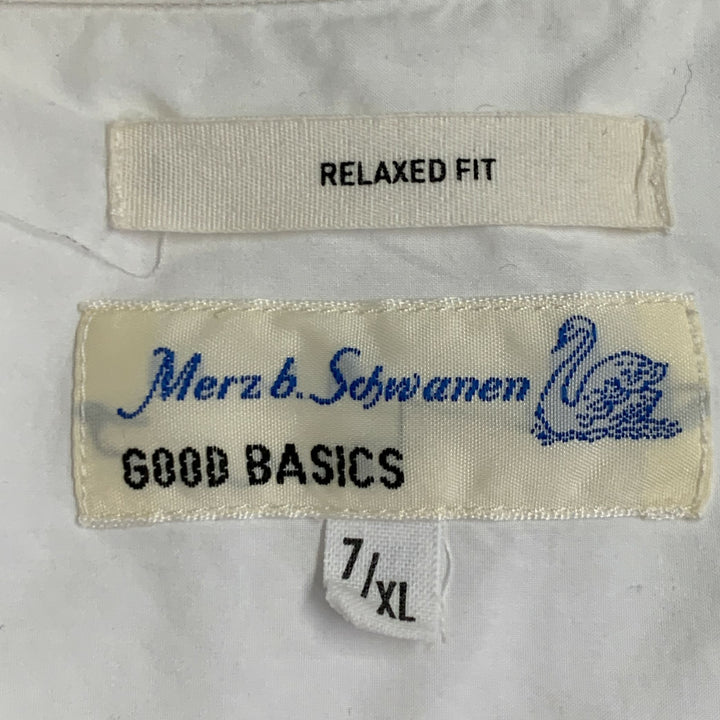 RELAXED FIT
Merz b. Schwanen
GOOD BASICS
7/XL